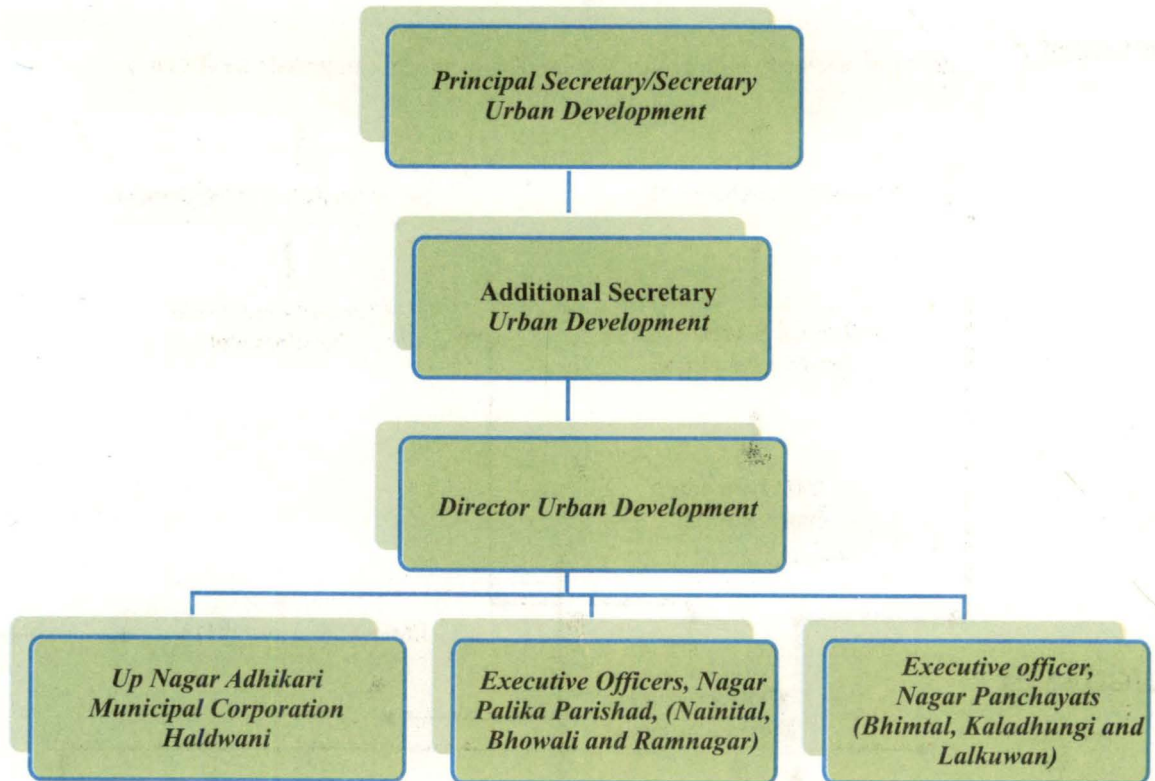 Principal Secretary/Secretary
Urban Development
Additional Secretary
Urban Development
Director Urban Development
Up Nagar Adhikari
Municipal Corporation
Haldwani
Executive Officers, Nagar
Palika Parishad, (Nainital,
Bhowali and Ramnagar)
Executive officer,
Nagar Panchayats
(Bhimtal, Kaladhungi and
Lalkuwan)